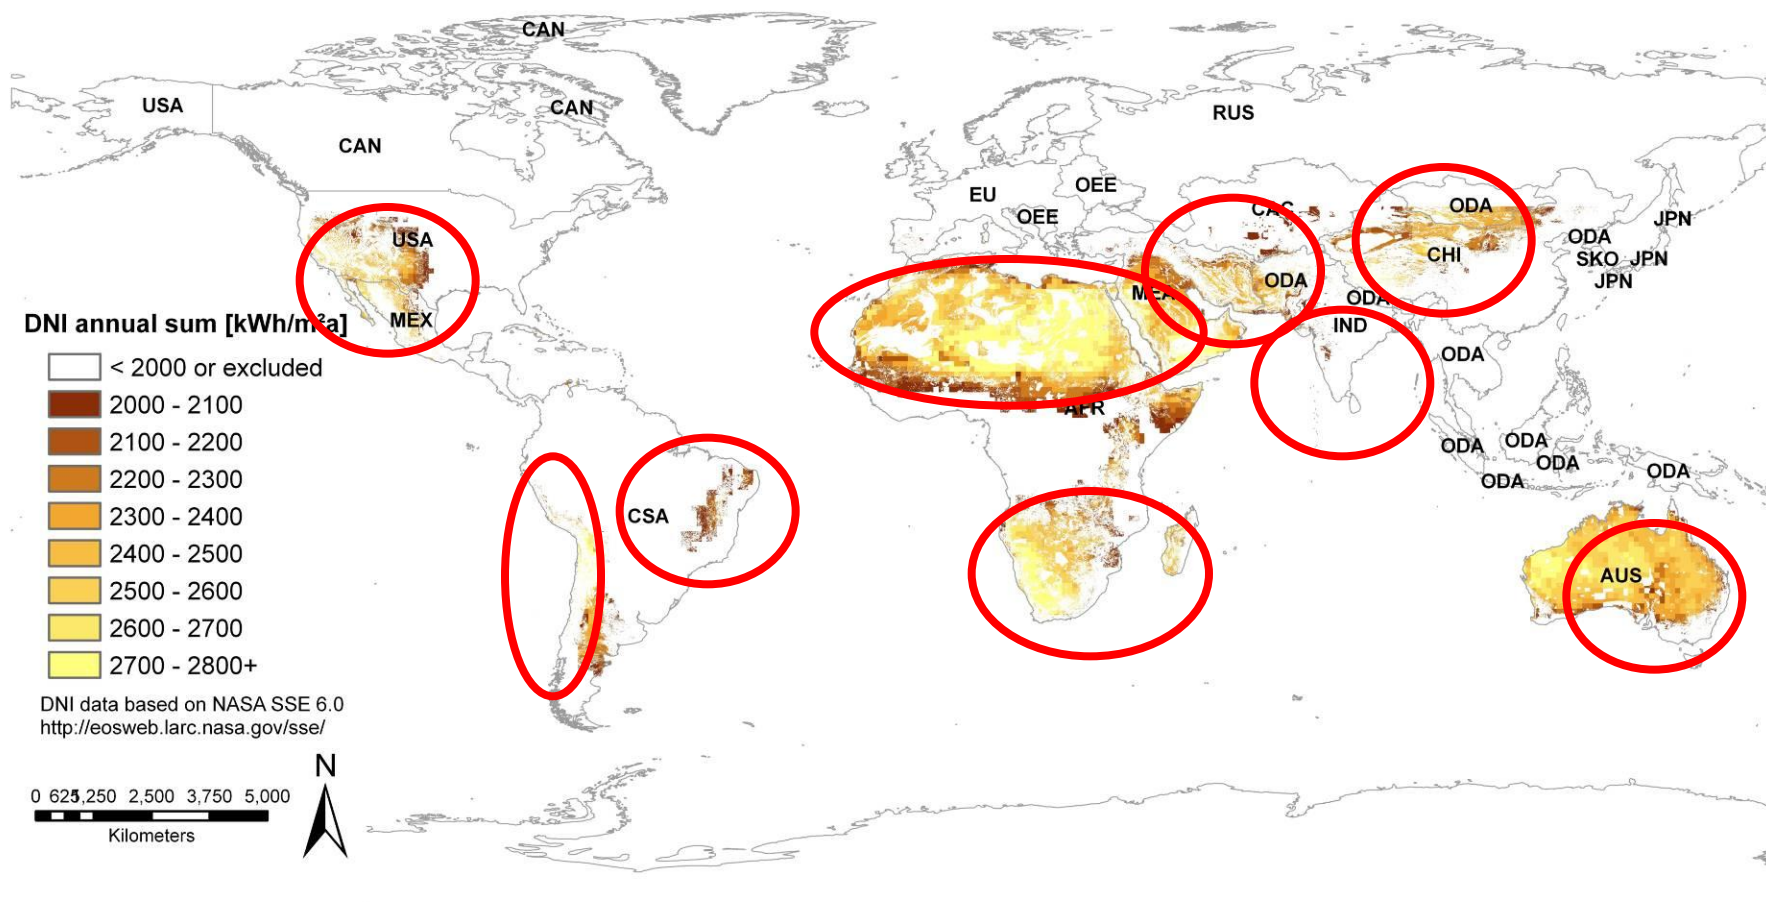 CAN
USA
CAN
CAN
RUS
CAN
EU
OEE
OEE
CAC
ODA
JPN
USA
ODA
CHI
SKO
JPN
JPN
MEA
ODA
ODA
MEX
IND
ODA
AFR
CSA
ODA
ODA
ODA
ODA
ODA
AUS
DNI annual sum [kWh/m²a]
< 2000 or excluded
2000 - 2100
2100 - 2200
2200 - 2300
2300 - 2400
2400 - 2500
2500 - 2600
2600 - 2700
2700 - 2800+
DNI data based on NASA SSE 6.0
http://eosweb.larc.nasa.gov/sse/
N
0 625 1,250 2,500 3,750 5,000
Kilometers